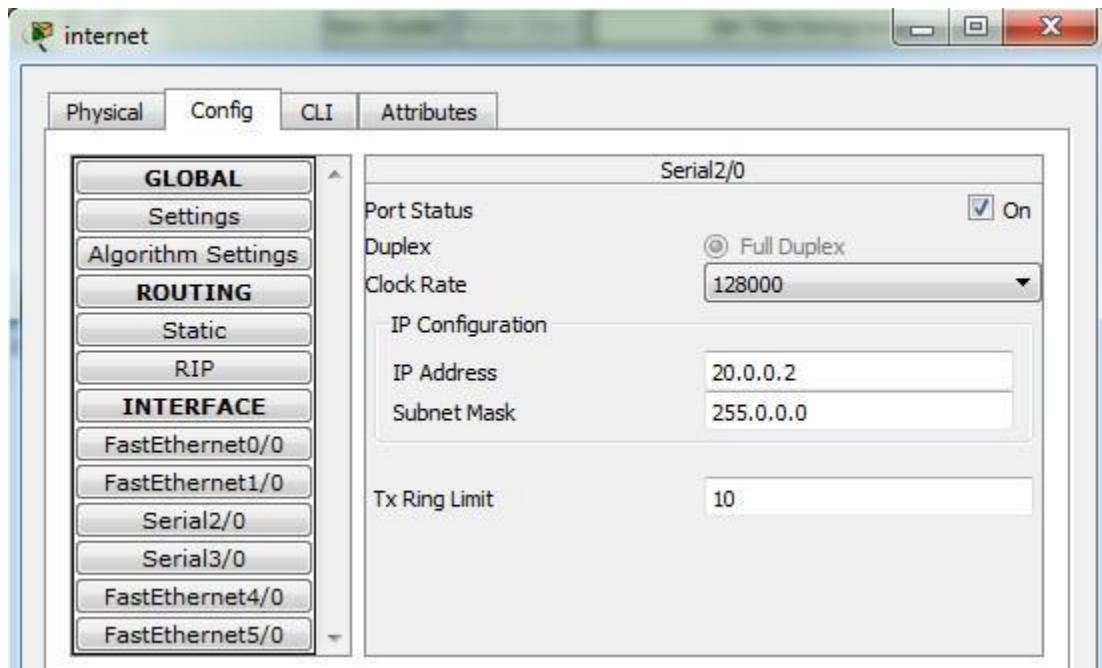 internet
Physical Config CLI Attributes
GLOBAL
Settings
Algorithm Settings
ROUTING
Static
RIP
INTERFACE
FastEthernet0/0
FastEthernet1/0
Serial2/0
Serial3/0
FastEthernet4/0
FastEthernet5/0
Serial2/0
Port Status On
Duplex Full Duplex
Clock Rate 128000
IP Configuration
IP Address 20.0.0.2
Subnet Mask 255.0.0.0
Tx Ring Limit 10